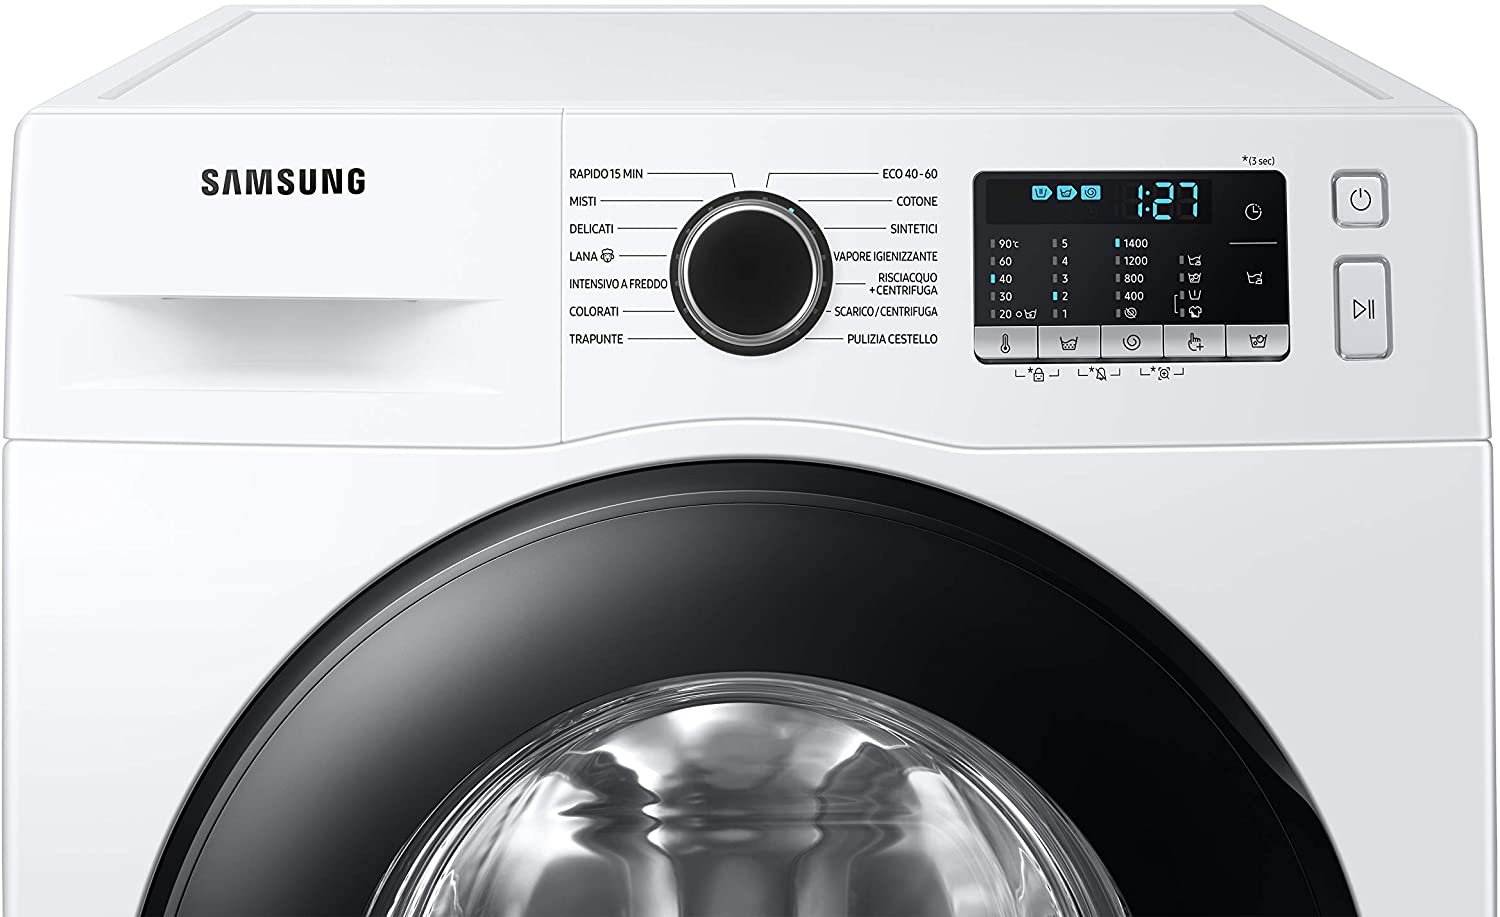 SAMSUNG
RAPIDO 15 MIN
MISTI
DELICATI
LANA
INTENSIVO A FREDDO
COLORATI
TRAPUNTE
ECO 40-60
COTONE
SINTETICI
VAPORE IGIENIZZANTE
RISCIACQUO
+CENTRIFUGA
SCARICO/CENTRIFUGA
PULIZIA CESTELLO
*(3 sec)
1:27
90℃ 5 1400
60 4 1200
40 3 800
30 2 400
20 1
* * *